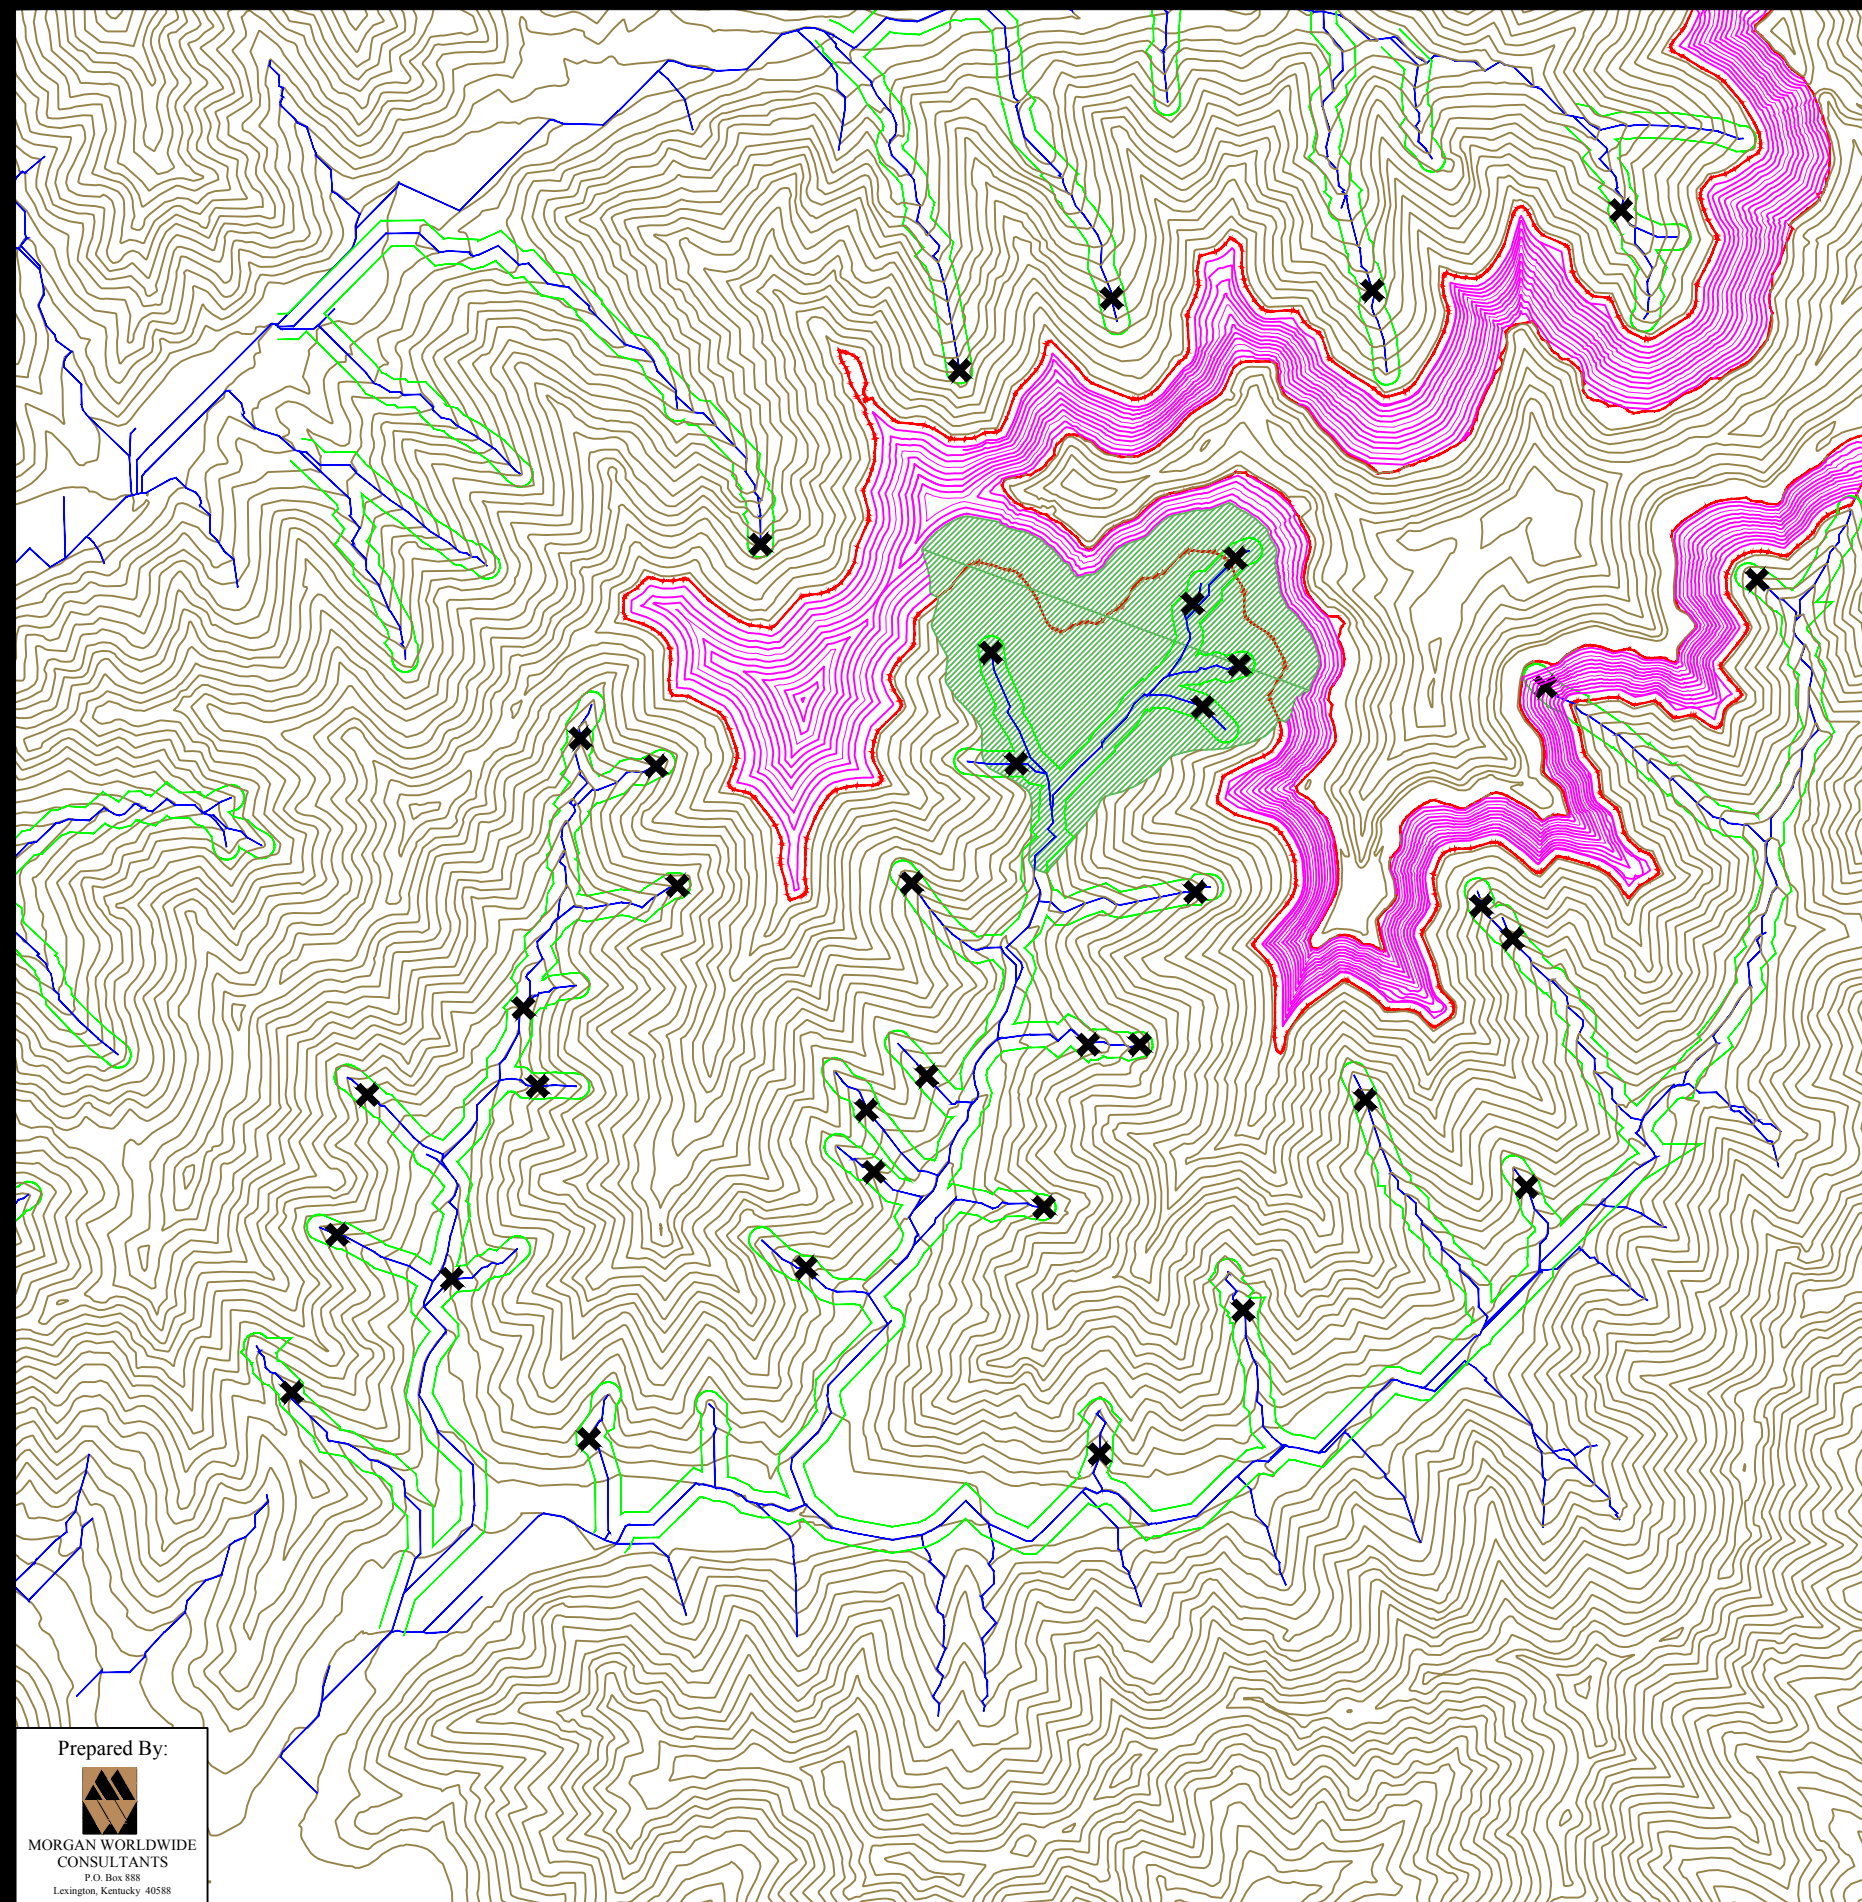 Prepared By:
MORGAN WORLDWIDE
CONSULTANTS
P.O. Box 888
Lexington, Kentucky 40588